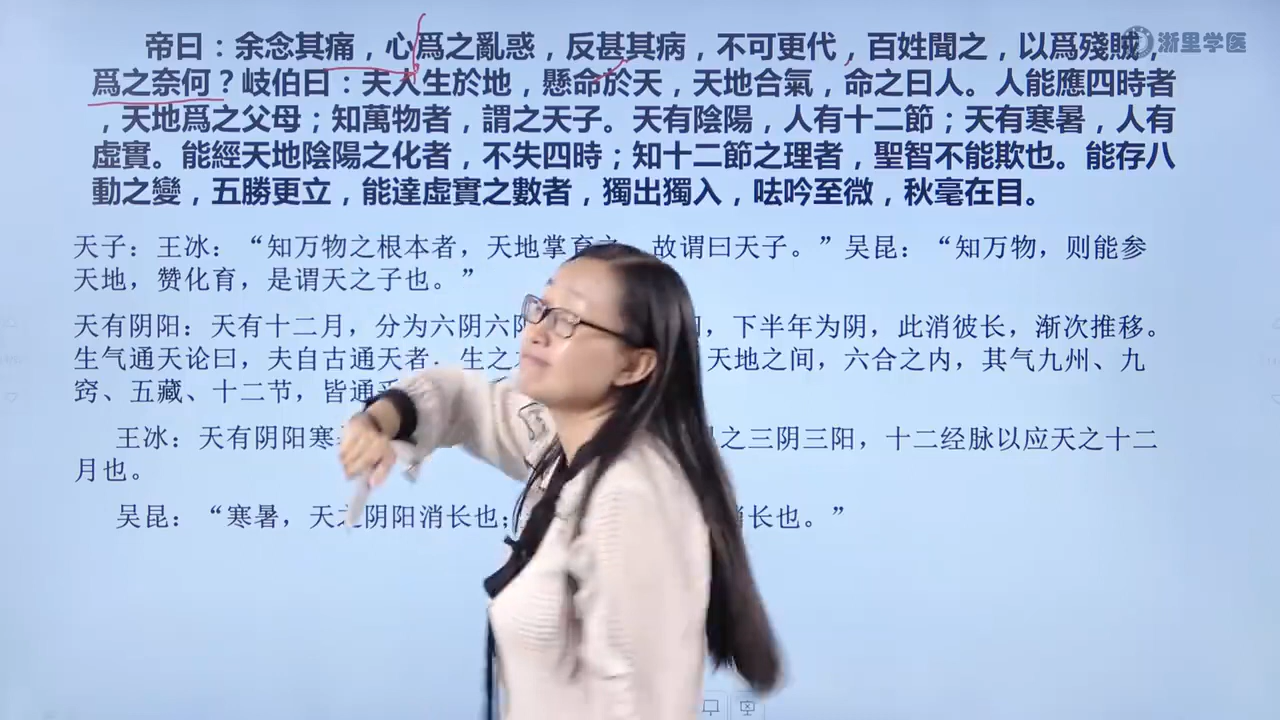 浙里学医
帝曰：余念其痛，心爲之亂惑，反甚其病，不可更代，百姓聞之，以爲殘賊，
爲之奈何？岐伯曰：夫人生於地，懸命於天，天地合氣，命之曰人。人能應四時者
，天地爲之父母；知萬物者，謂之天子。天有陰陽，人有十二節；天有寒暑，人有
虛實。能經天地陰陽之化者，不失四時；知十二節之理者，聖智不能欺也。能存八
動之變，五勝更立，能達虛實之數者，獨出獨入，呿吟至微，秋毫在目。
天子：王冰：“知万物之根本者，天地掌育之，故谓曰天子。”吴昆：“知万物，则能参
天地，赞化育，是谓天之子也。”
天有阴阳：天有十二月，分为六阴六 ，下半年为阴，此消彼长，渐次推移。
生气通天论曰，夫自古通天者，生之 天地之间，六合之内，其气九州、九
窍、五藏、十二节，皆通
王冰：天有阴阳寒 之三阴三阳，十二经脉以应天之十二
月也。
吴昆：“寒暑，天之阴阳消长也； 消长也。”